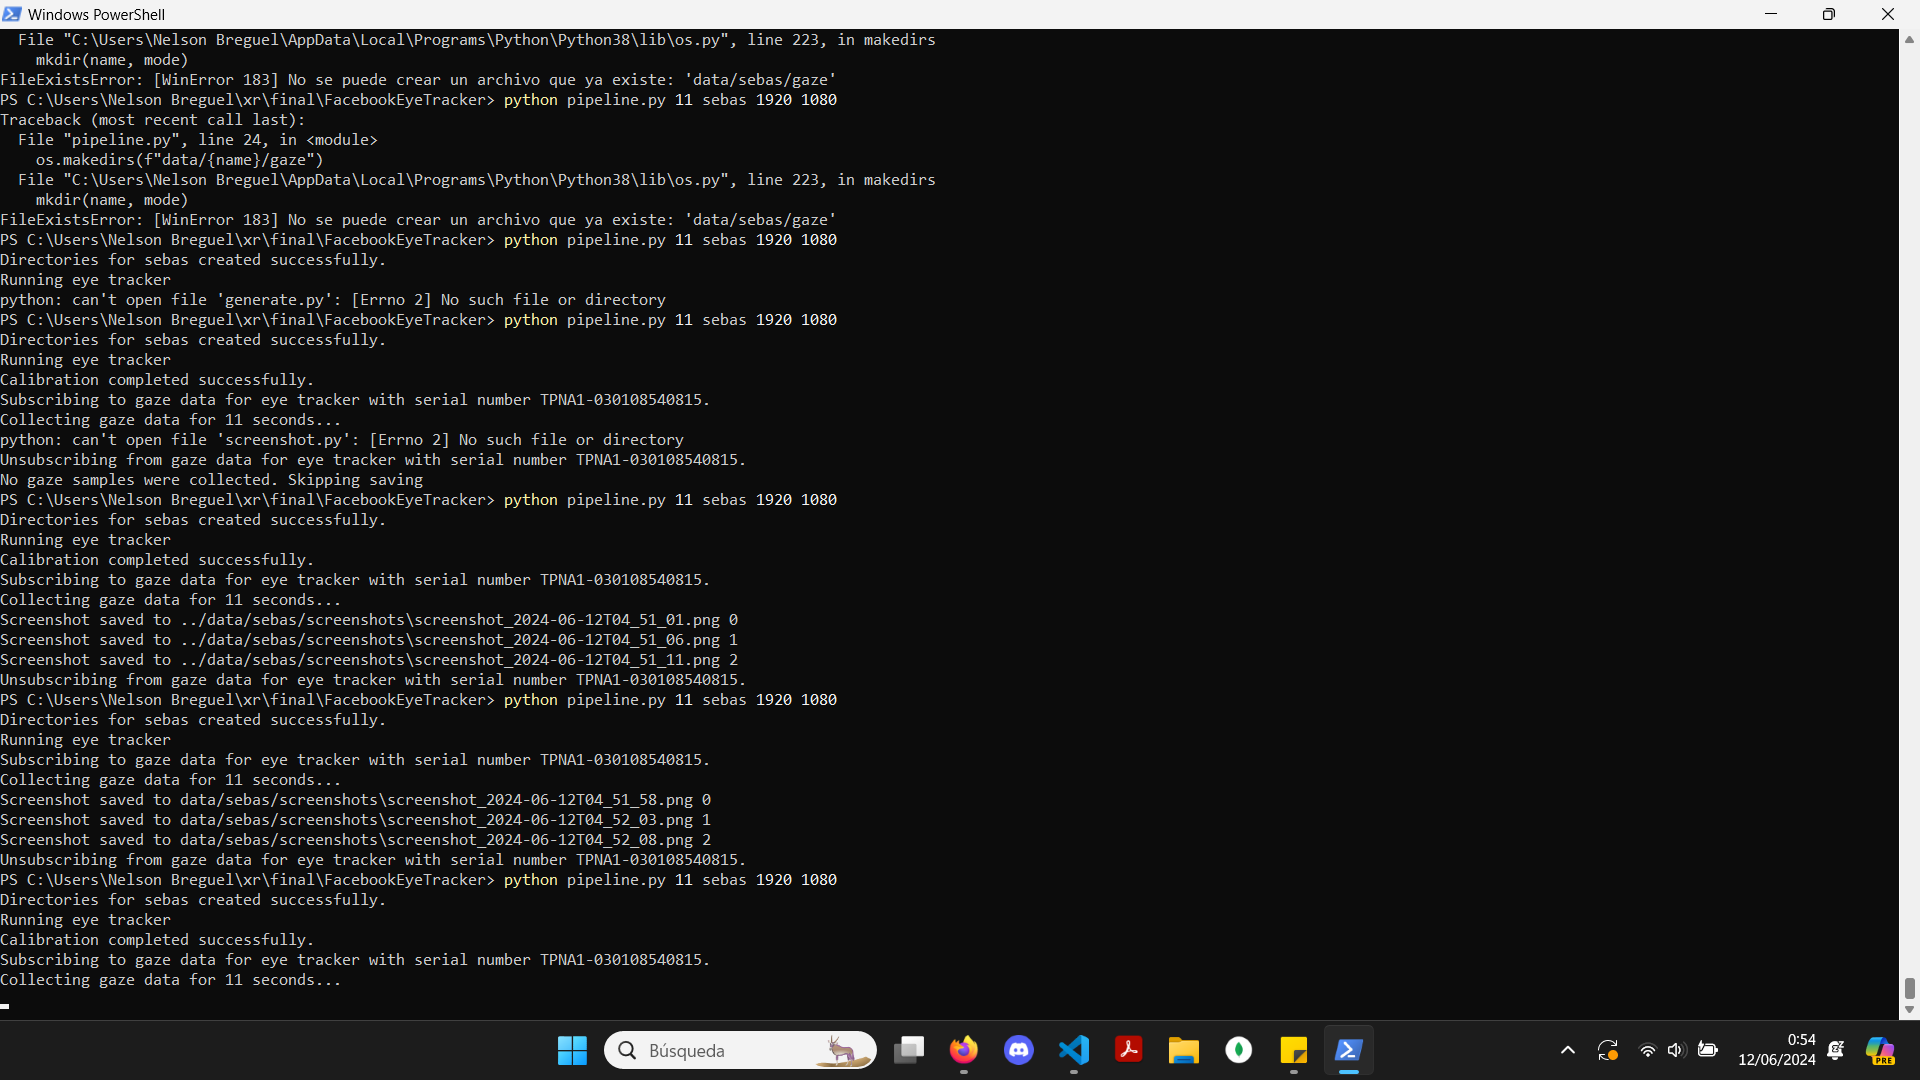 Windows PowerShell
  File "C:\Users\Nelson Breguel\AppData\Local\Programs\Python\Python38\lib\os.py", line 223, in makedirs
    mkdir(name, mode)
FileExistsError: [WinError 183] No se puede crear un archivo que ya existe: 'data/sebas/gaze'
PS C:\Users\Nelson Breguel\xr\final\FacebookEyeTracker> python pipeline.py 11 sebas 1920 1080
Traceback (most recent call last):
  File "pipeline.py", line 24, in <module>
    os.makedirs(f"data/{name}/gaze")
  File "C:\Users\Nelson Breguel\AppData\Local\Programs\Python\Python38\lib\os.py", line 223, in makedirs
    mkdir(name, mode)
FileExistsError: [WinError 183] No se puede crear un archivo que ya existe: 'data/sebas/gaze'
PS C:\Users\Nelson Breguel\xr\final\FacebookEyeTracker> python pipeline.py 11 sebas 1920 1080
Directories for sebas created successfully.
Running eye tracker
python: can't open file 'generate.py': [Errno 2] No such file or directory
PS C:\Users\Nelson Breguel\xr\final\FacebookEyeTracker> python pipeline.py 11 sebas 1920 1080
Directories for sebas created successfully.
Running eye tracker
Calibration completed successfully.
Subscribing to gaze data for eye tracker with serial number TPNA1-030108540815.
Collecting gaze data for 11 seconds...
python: can't open file 'screenshot.py': [Errno 2] No such file or directory
Unsubscribing from gaze data for eye tracker with serial number TPNA1-030108540815.
No gaze samples were collected. Skipping saving
PS C:\Users\Nelson Breguel\xr\final\FacebookEyeTracker> python pipeline.py 11 sebas 1920 1080
Directories for sebas created successfully.
Running eye tracker
Calibration completed successfully.
Subscribing to gaze data for eye tracker with serial number TPNA1-030108540815.
Collecting gaze data for 11 seconds...
Screenshot saved to ../data/sebas/screenshots\screenshot_2024-06-12T04_51_01.png 0
Screenshot saved to ../data/sebas/screenshots\screenshot_2024-06-12T04_51_06.png 1
Screenshot saved to ../data/sebas/screenshots\screenshot_2024-06-12T04_51_11.png 2
Unsubscribing from gaze data for eye tracker with serial number TPNA1-030108540815.
PS C:\Users\Nelson Breguel\xr\final\FacebookEyeTracker> python pipeline.py 11 sebas 1920 1080
Directories for sebas created successfully.
Running eye tracker
Subscribing to gaze data for eye tracker with serial number TPNA1-030108540815.
Collecting gaze data for 11 seconds...
Screenshot saved to data/sebas/screenshots\screenshot_2024-06-12T04_51_58.png 0
Screenshot saved to data/sebas/screenshots\screenshot_2024-06-12T04_52_03.png 1
Screenshot saved to data/sebas/screenshots\screenshot_2024-06-12T04_52_08.png 2
Unsubscribing from gaze data for eye tracker with serial number TPNA1-030108540815.
PS C:\Users\Nelson Breguel\xr\final\FacebookEyeTracker> python pipeline.py 11 sebas 1920 1080
Directories for sebas created successfully.
Running eye tracker
Calibration completed successfully.
Subscribing to gaze data for eye tracker with serial number TPNA1-030108540815.
Collecting gaze data for 11 seconds...
Búsqueda
0:54
12/06/2024
PRE